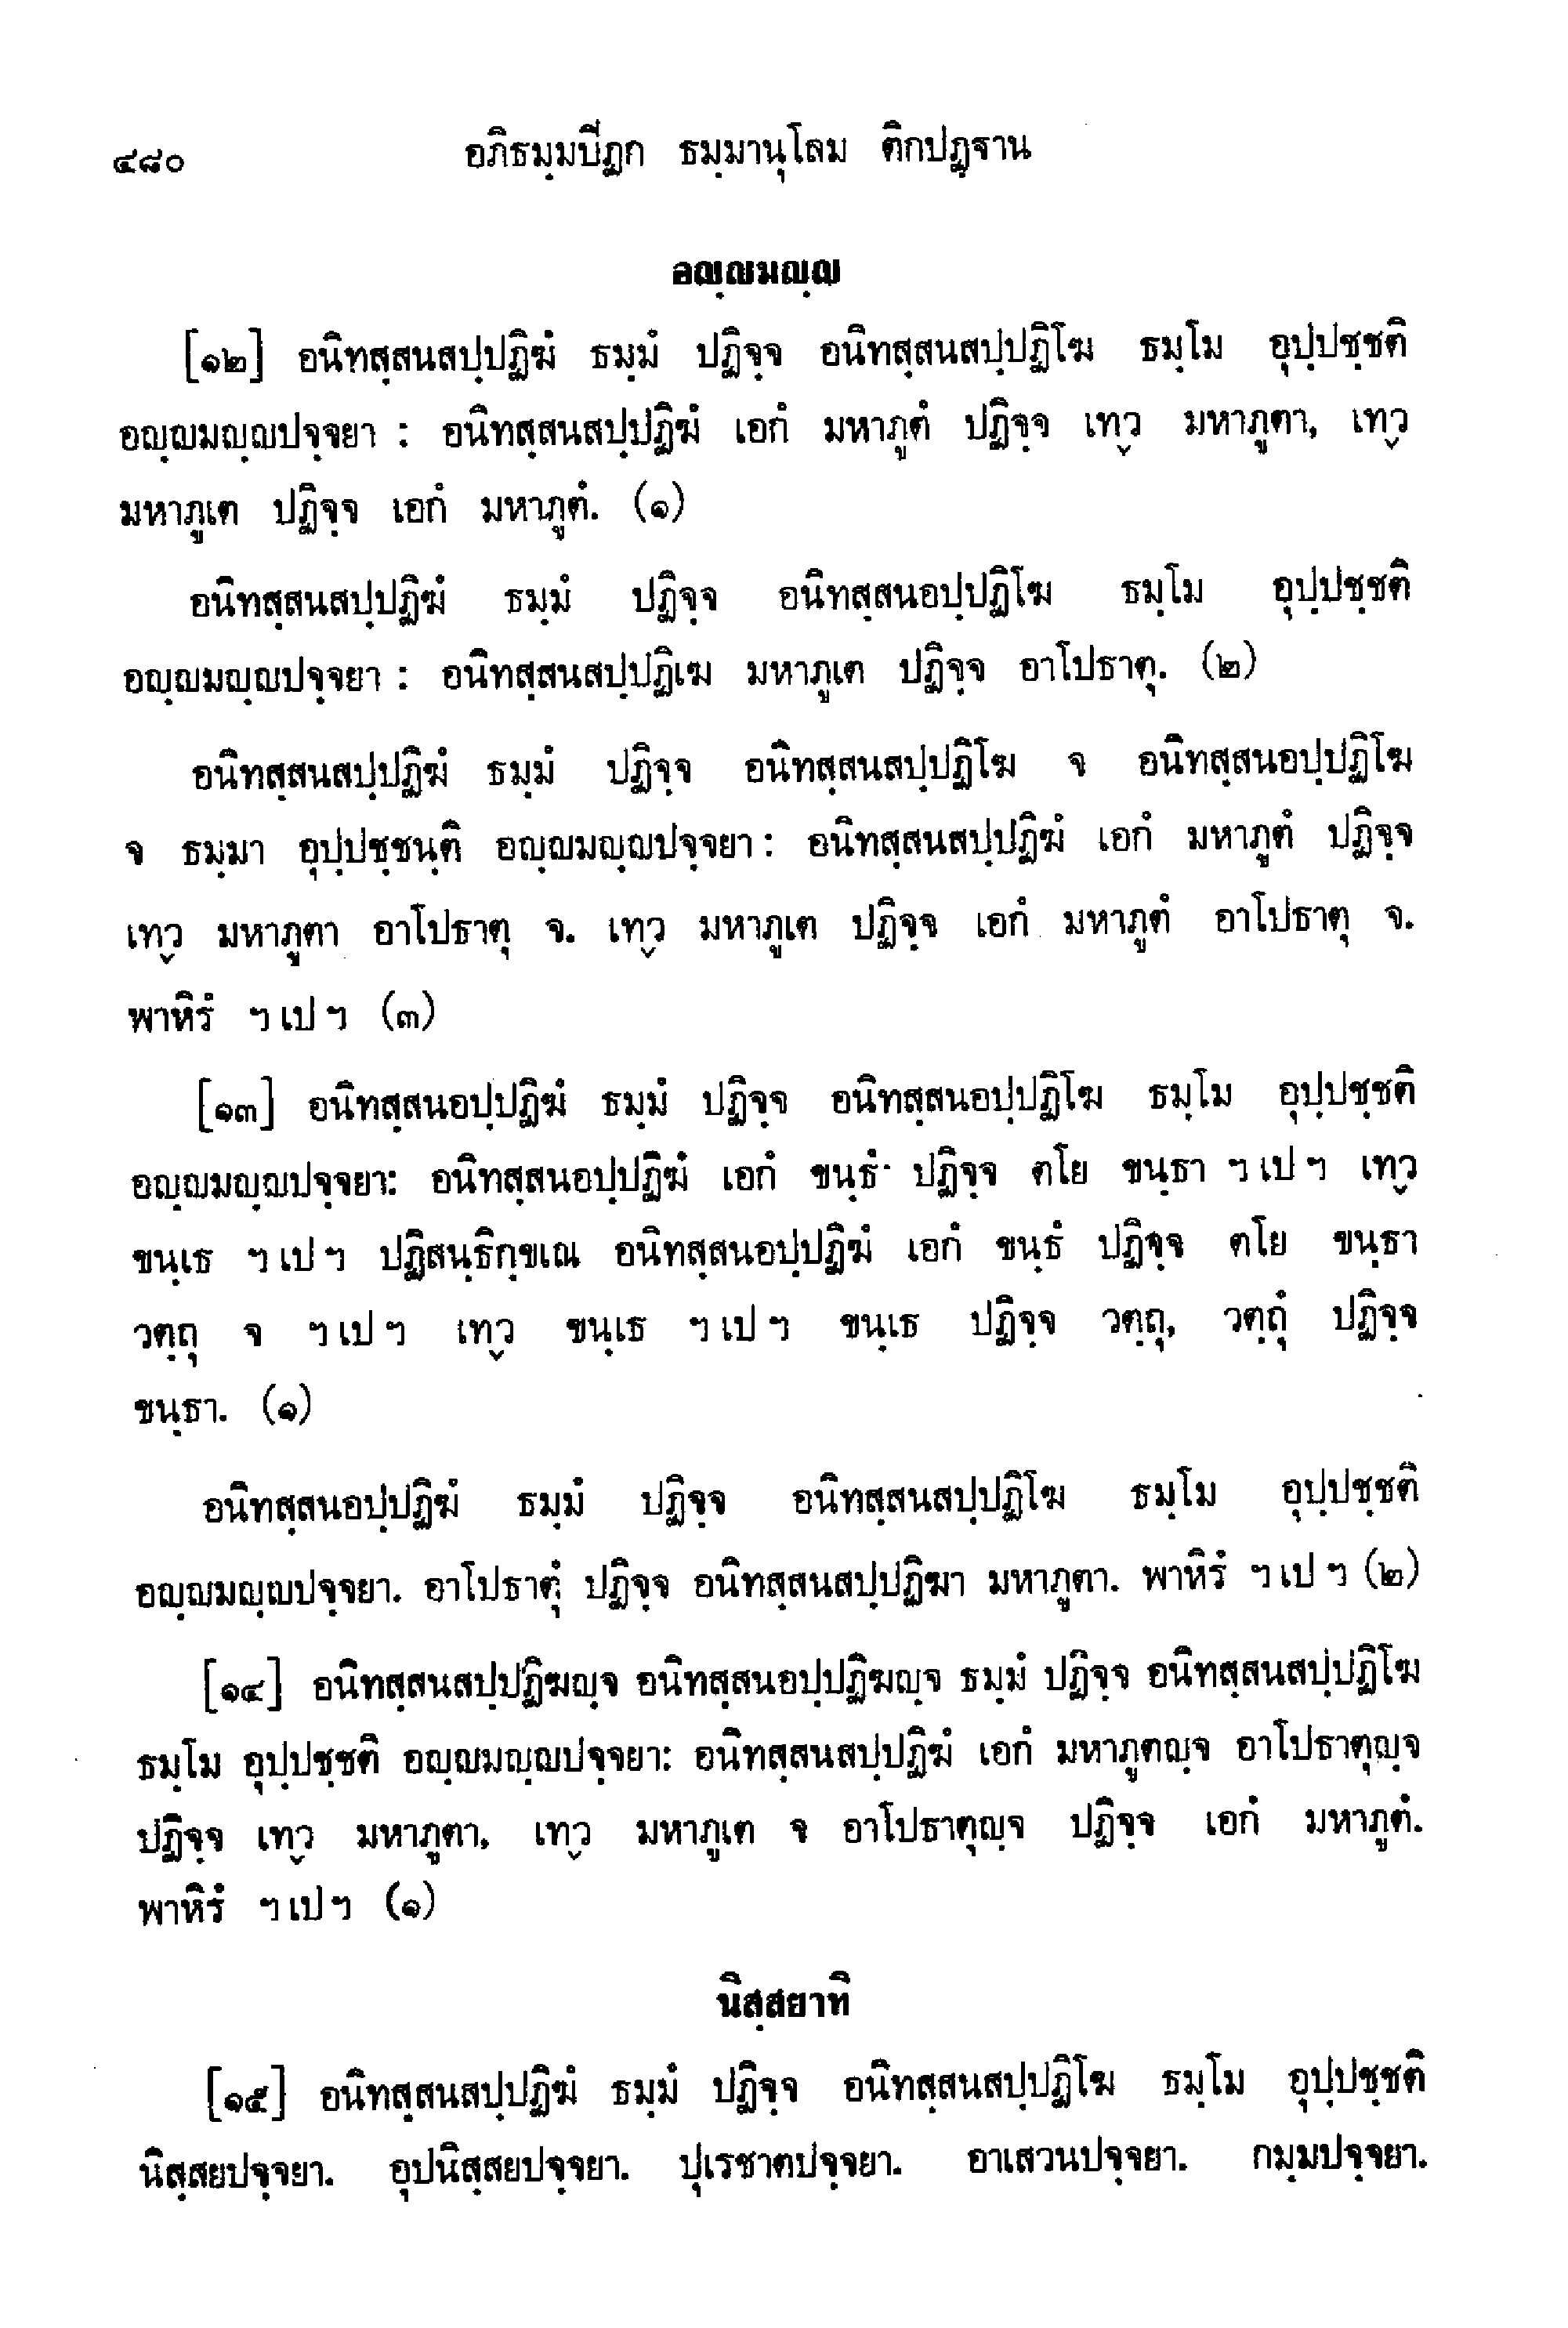 ๔๘๐ อภิธมฺมปิฏก ธมฺมานุโลม ติกปฏฺฐาน
อญฺญมญฺญ
[๑๒] อนิทสฺสนสปฺปฏิฆํ ธมฺมํ ปฏิจฺจ อนิทสฺสนสปฺปฏิโฆ ธมฺโม อุปฺปชฺชติ
อญฺญมญฺญปจฺจยา : อนิทสฺสนสปฺปฏิฆํ เอกํ มหาภูตํ ปฏิจฺจ เทฺว มหาภูตา, เทฺว
มหาภูเต ปฏิจฺจ เอกํ มหาภูตํ. (๑)
อนิทสฺสนสปฺปฏิฆํ ธมฺมํ ปฏิจฺจ อนิทสฺสนอปฺปฏิโฆ ธมฺโม อุปฺปชฺชติ
อญฺญมญฺญปจฺจยา : อนิทสฺสนสปฺปฏิเฆ มหาภูเต ปฏิจฺจ อาโปธาตุ. (๒)
อนิทสฺสนสปฺปฏิฆํ ธมฺมํ ปฏิจฺจ อนิทสฺสนสปฺปฏิโฆ จ อนิทสฺสนอปฺปฏิโฆ
จ ธมฺมา อุปฺปชฺชนฺติ อญฺญมญฺญปจฺจยา : อนิทสฺสนสปฺปฏิฆํ เอกํ มหาภูตํ ปฏิจฺจ
เทฺว มหาภูตา อาโปธาตุ จ. เทฺว มหาภูเต ปฏิจฺจ เอกํ มหาภูตํ อาโปธาตุ จ.
พาหิรํ ฯ เป ฯ (๓)
[๑๓] อนิทสฺสนอปฺปฏิฆํ ธมฺมํ ปฏิจฺจ อนิทสฺสนอปฺปฏิโฆ ธมฺโม อุปฺปชฺชติ
อญฺญมญฺญปจฺจยา: อนิทสฺสนอปฺปฏิฆํ เอกํ ขนฺธํ ปฏิจฺจ ตโย ขนฺธา ฯ เป ฯ เทฺว
ขนฺเธ ฯ เป ฯ ปฏิสนฺธิกฺขเณ อนิทสฺสนอปฺปฏิฆํ เอกํ ขนฺธํ ปฏิจฺจ ตโย ขนฺธา
วตฺถุ จ ฯ เป ฯ เทฺว ขนฺเธ ฯ เป ฯ ขนฺเธ ปฏิจฺจ วตฺถุ, วตฺถุํ ปฏิจฺจ
ขนฺธา. (๑)
อนิทสฺสนอปฺปฏิฆํ ธมฺมํ ปฏิจฺจ อนิทสฺสนสปฺปฏิโฆ ธมฺโม อุปฺปชฺชติ
อญฺญมญฺญปจฺจยา. อาโปธาตุํ ปฏิจฺจ อนิทสฺสนสปฺปฏิฆา มหาภูตา. พาหิรํ ฯ เป ฯ (๒)
[๑๔] อนิทสฺสนสปฺปฏิฆญฺจ อนิทสฺสนอปฺปฏิฆญฺจ ธมฺมํ ปฏิจฺจ อนิทสฺสนสปฺปฏิโฆ
ธมฺโม อุปฺปชฺชติ อญฺญมญฺญปจฺจยา: อนิทสฺสนสปฺปฏิฆํ เอกํ มหาภูตญฺจ อาโปธาตุญฺจ
ปฏิจฺจ เทฺว มหาภูตา, เทฺว มหาภูเต จ อาโปธาตุญฺจ ปฏิจฺจ เอกํ มหาภูตํ.
พาหิรํ ฯ เป ฯ (๑)
นิสฺสยาทิ
[๑๕] อนิทสฺสนสปฺปฏิฆํ ธมฺมํ ปฏิจฺจ อนิทสฺสนสปฺปฏิโฆ ธมฺโม อุปฺปชฺชติ
นิสฺสยปจฺจยา. อุปนิสฺสยปจฺจยา. ปุเรชาตปจฺจยา. อาเสวนปจฺจยา. กมฺมปจฺจยา.